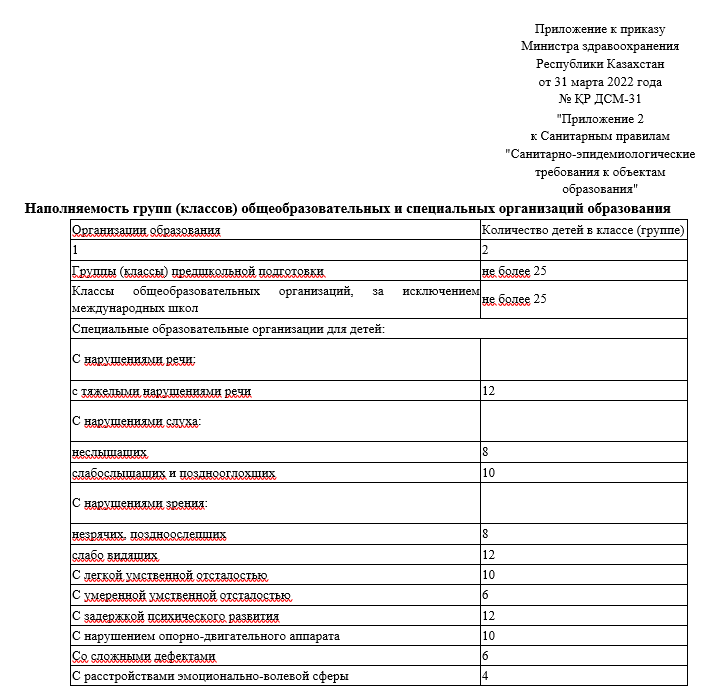 Приложение к приказу
Министра здравоохранения
Республики Казахстан
от 31 марта 2022 года
№ ҚР ДСМ-31
"Приложение 2
к Санитарным правилам
"Санитарно-эпидемиологические
требования к объектам
образования"
Наполняемость групп (классов) общеобразовательных и специальных организаций образования
Организации образования	Количество детей в классе (группе)
1	2
Группы (классы) предшкольной подготовки	не более 25
Классы общеобразовательных организаций, за исключением
международных школ	не более 25
Специальные образовательные организации для детей:
С нарушениями речи:
с тяжелыми нарушениями речи	12
С нарушениями слуха:
неслышащих	8
слабослышащих и позднооглохших	10
С нарушениями зрения:
незрячих, поздноослепших	8
слабо видящих	12
С легкой умственной отсталостью	10
С умеренной умственной отсталостью	6
С задержкой психического развития	12
С нарушением опорно-двигательного аппарата	10
Со сложными дефектами	6
С расстройствами эмоционально-волевой сферы	4